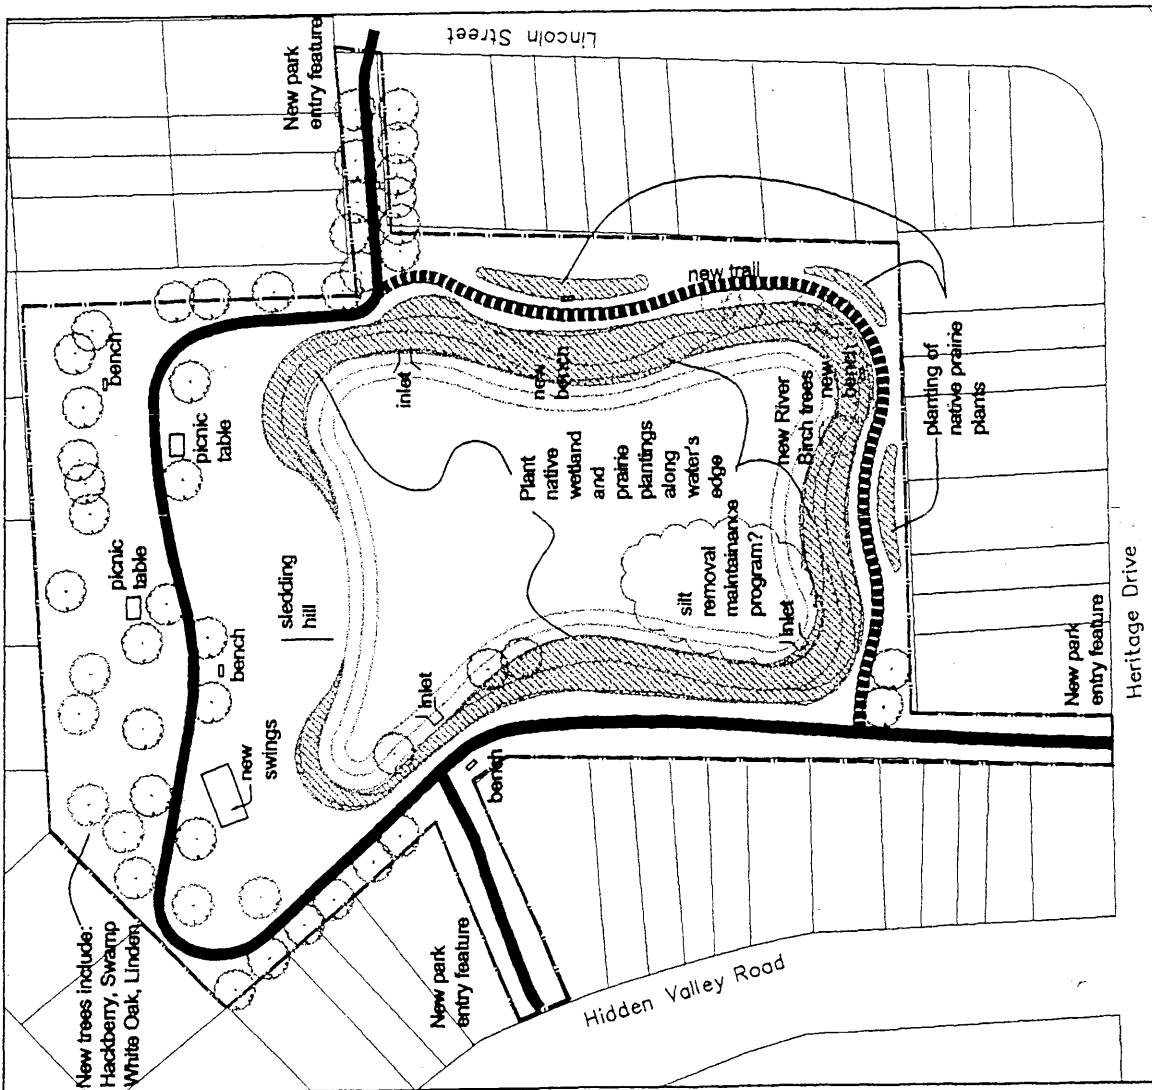 New trees include:
Hackberry, Swamp
White Oak, Linden
new
swings
bench
picnic
table
picnic
table
bench
sledding
hill
New park
entry feature
Lincoln Street
New park
entry feature
Hidden Valley Road
bench
Inlet
inlet
new
bench
new trail
Plant
native
wetland
and
prairie
plantings
along
water's
edge
silt
removal
maintainance
program?
Inlet
new River
Birch trees
new
bench
planting of
native prairie
plants
New park
entry feature
Heritage Drive